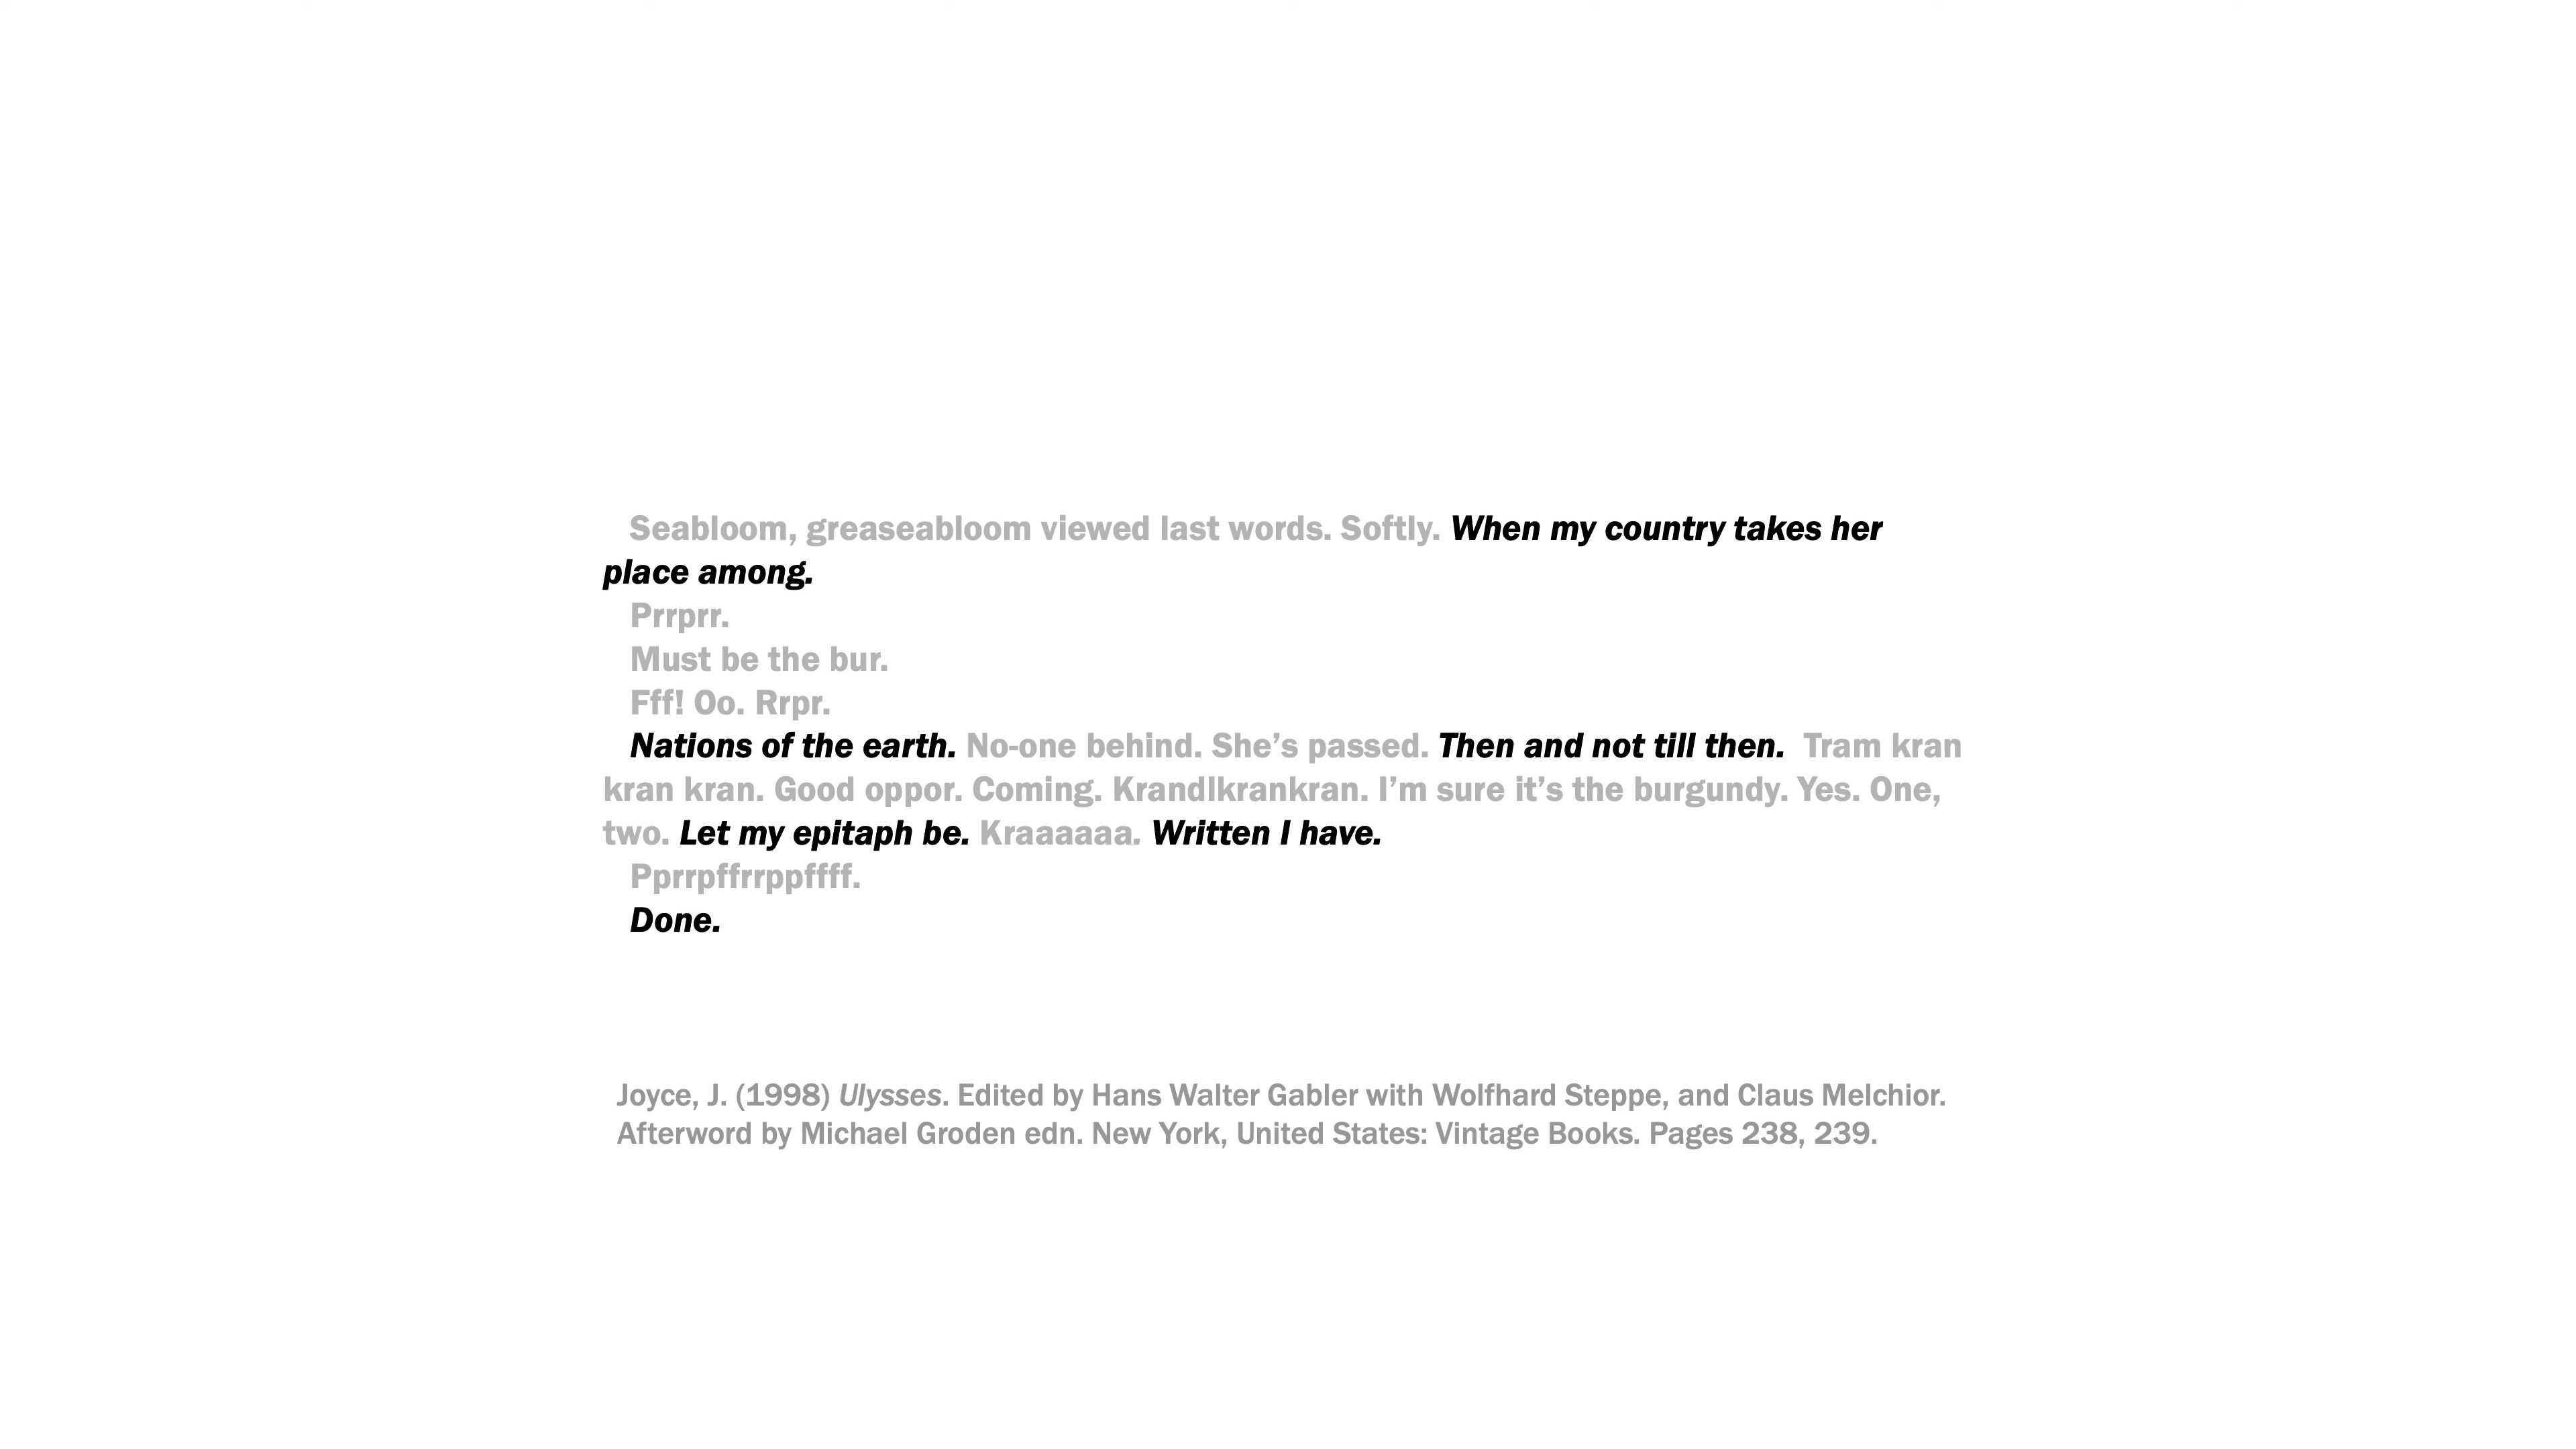 Seabloom, greaseabloom viewed last words. Softly. When my country takes her
place among.
Prrprr.
Must be the bur.
Fff! Oo. Rrpr.
Nations of the earth. No-one behind. She’s passed. Then and not till then.  Tram kran
kran kran. Good oppor. Coming. Krandlkrankran. I’m sure it’s the burgundy. Yes. One,
two. Let my epitaph be. Kraaaaaa. Written I have.
Pprrpffrrppffff.
Done.
Joyce, J. (1998) Ulysses. Edited by Hans Walter Gabler with Wolfhard Steppe, and Claus Melchior.
Afterword by Michael Groden edn. New York, United States: Vintage Books. Pages 238, 239.